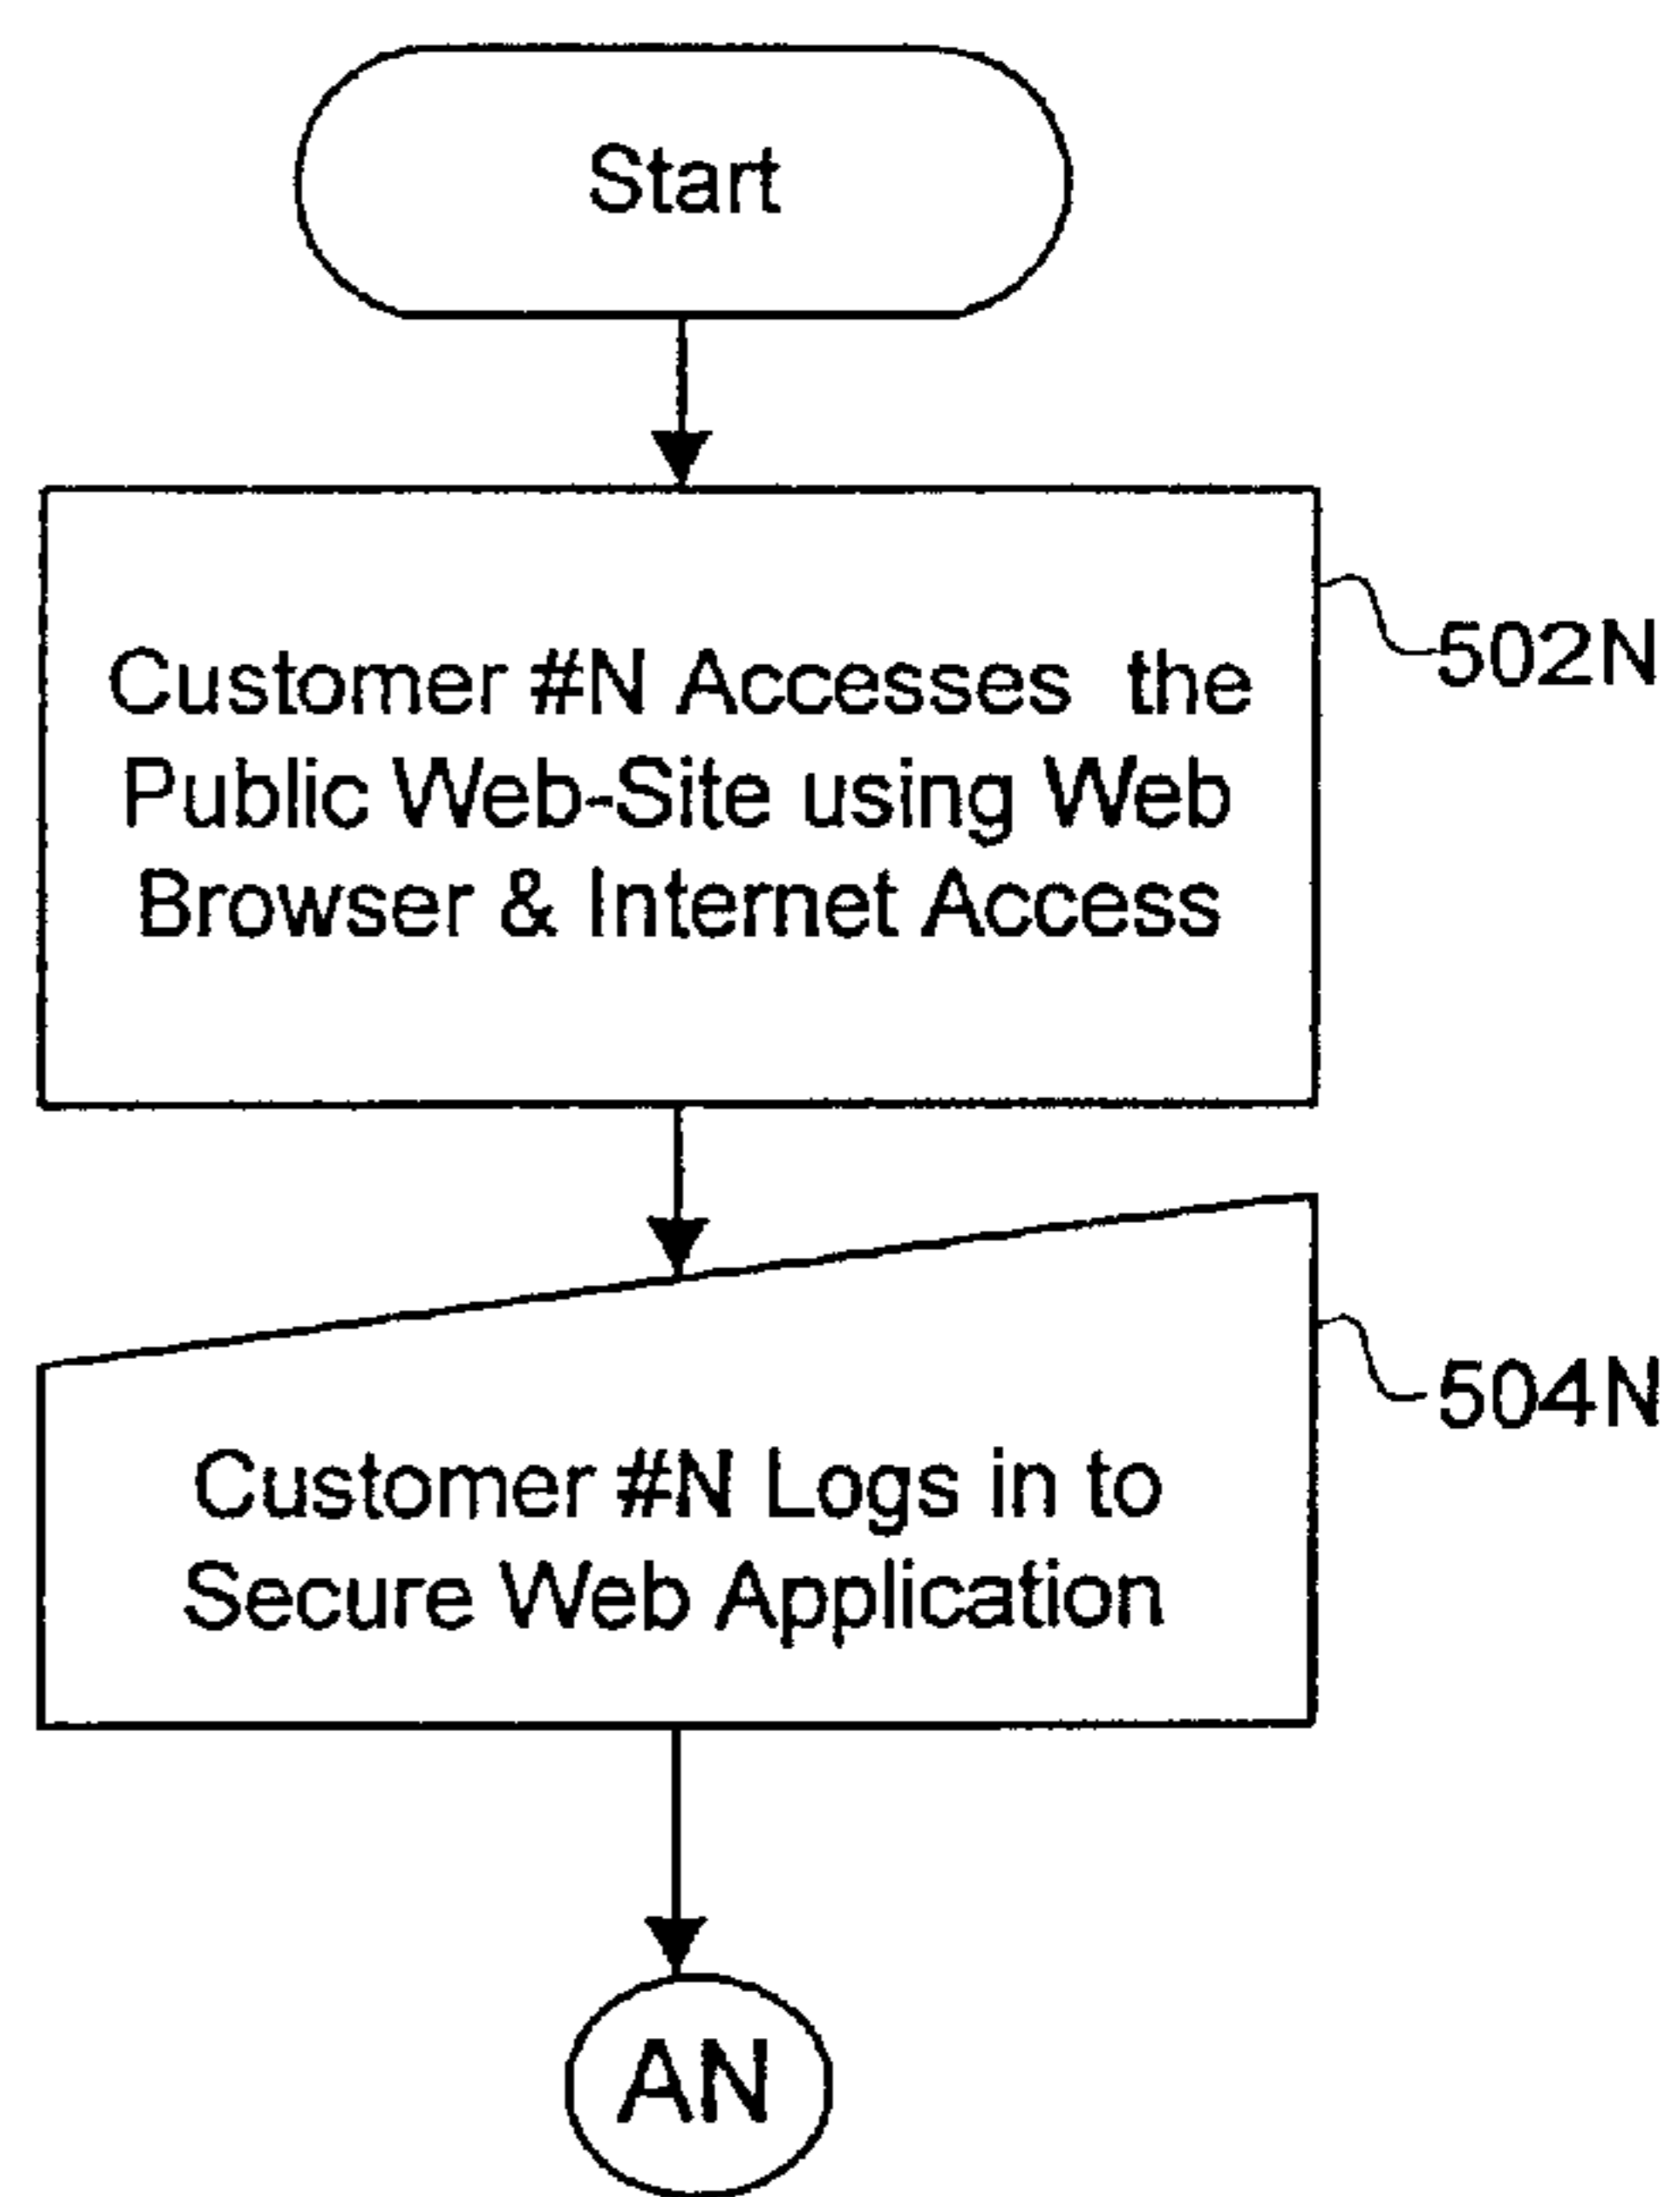 Start
Customer #N Accesses the
Public Web-Site using Web
Browser & Internet Access
502N
Customer #N Logs in to
Secure Web Application
504N
AN